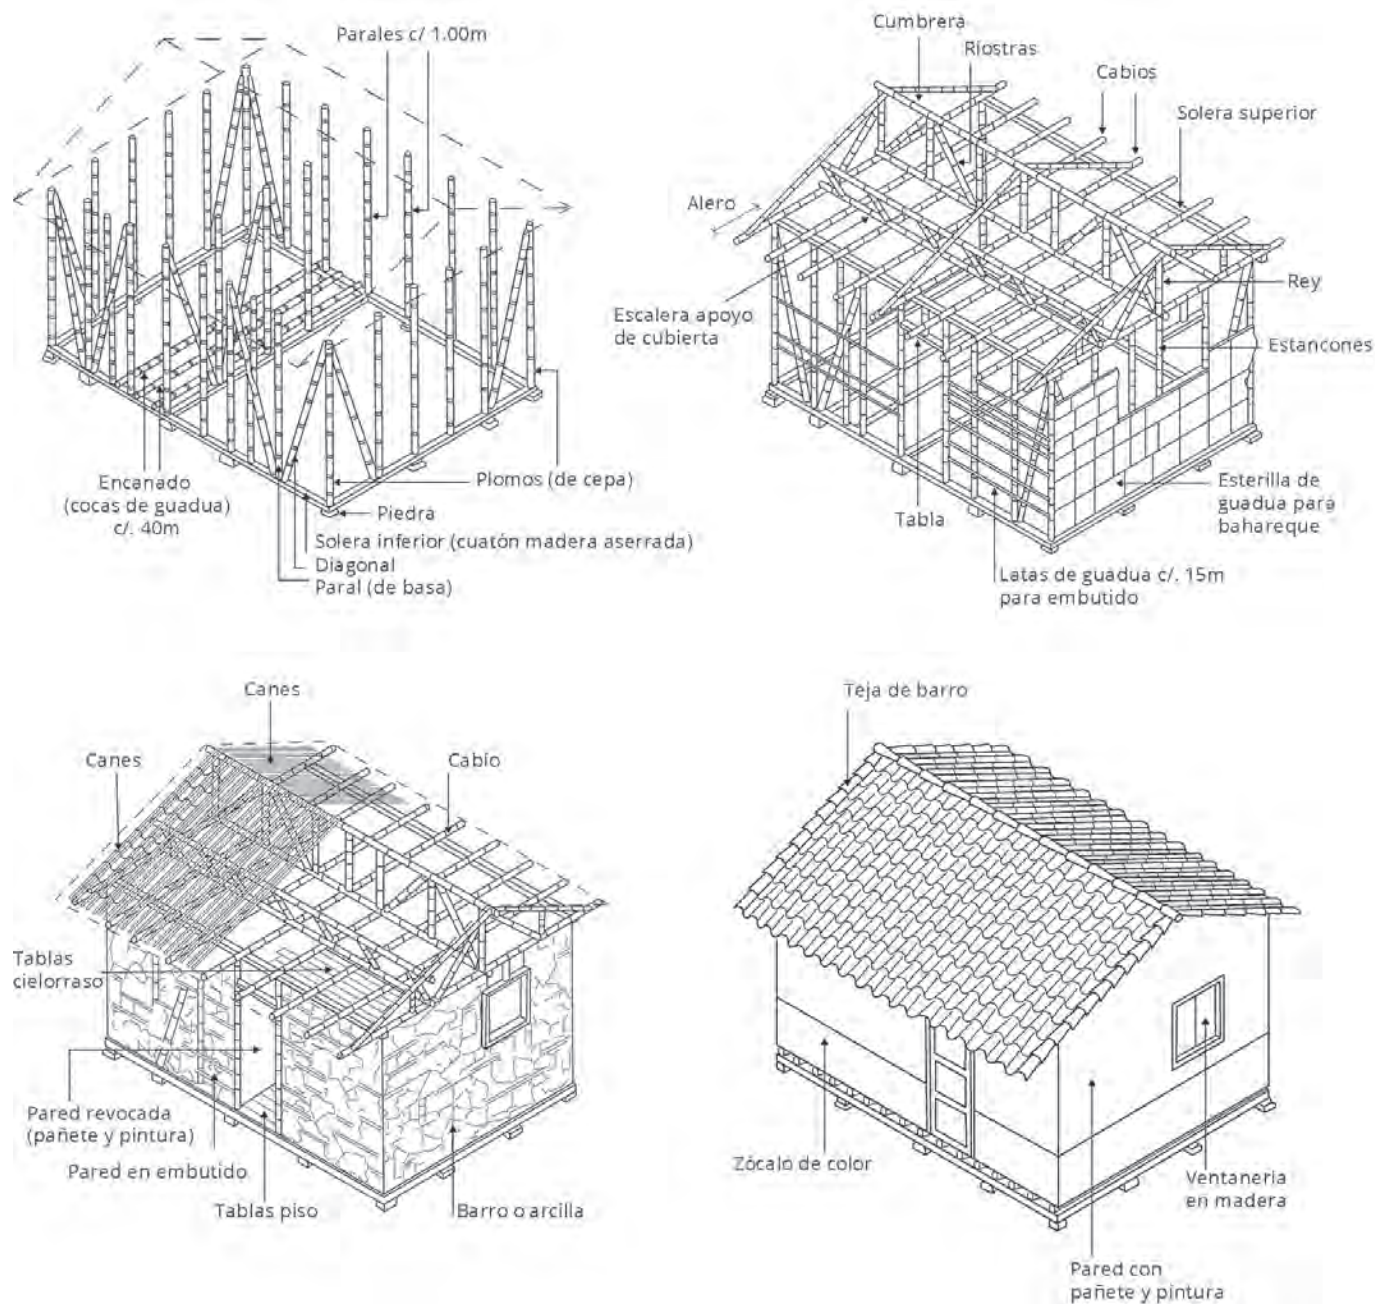 Parales c/ 1.00m
Encanado
(cocas de guadua)
c/. 40m
Plomos (de cepa)
Piedra
Solera inferior (cuatón madera aserrada)
Diagonal
Paral (de basa)
Cumbrera
Riostras
Cabios
Solera superior
Alero
Rey
Escalera apoyo
de cubierta
Estancones
Esterilla de
guadua para
bahareque
Tabla
Latas de guadua c/. 15m
para embutido
Canes
Canes
Cabio
Tablas
cielorraso
Pared revocada
(pañete y pintura)
Pared en embutido
Tablas piso
Barro o arcilla
Teja de barro
Zócalo de color
Ventaneria
en madera
Pared con
pañete y pintura